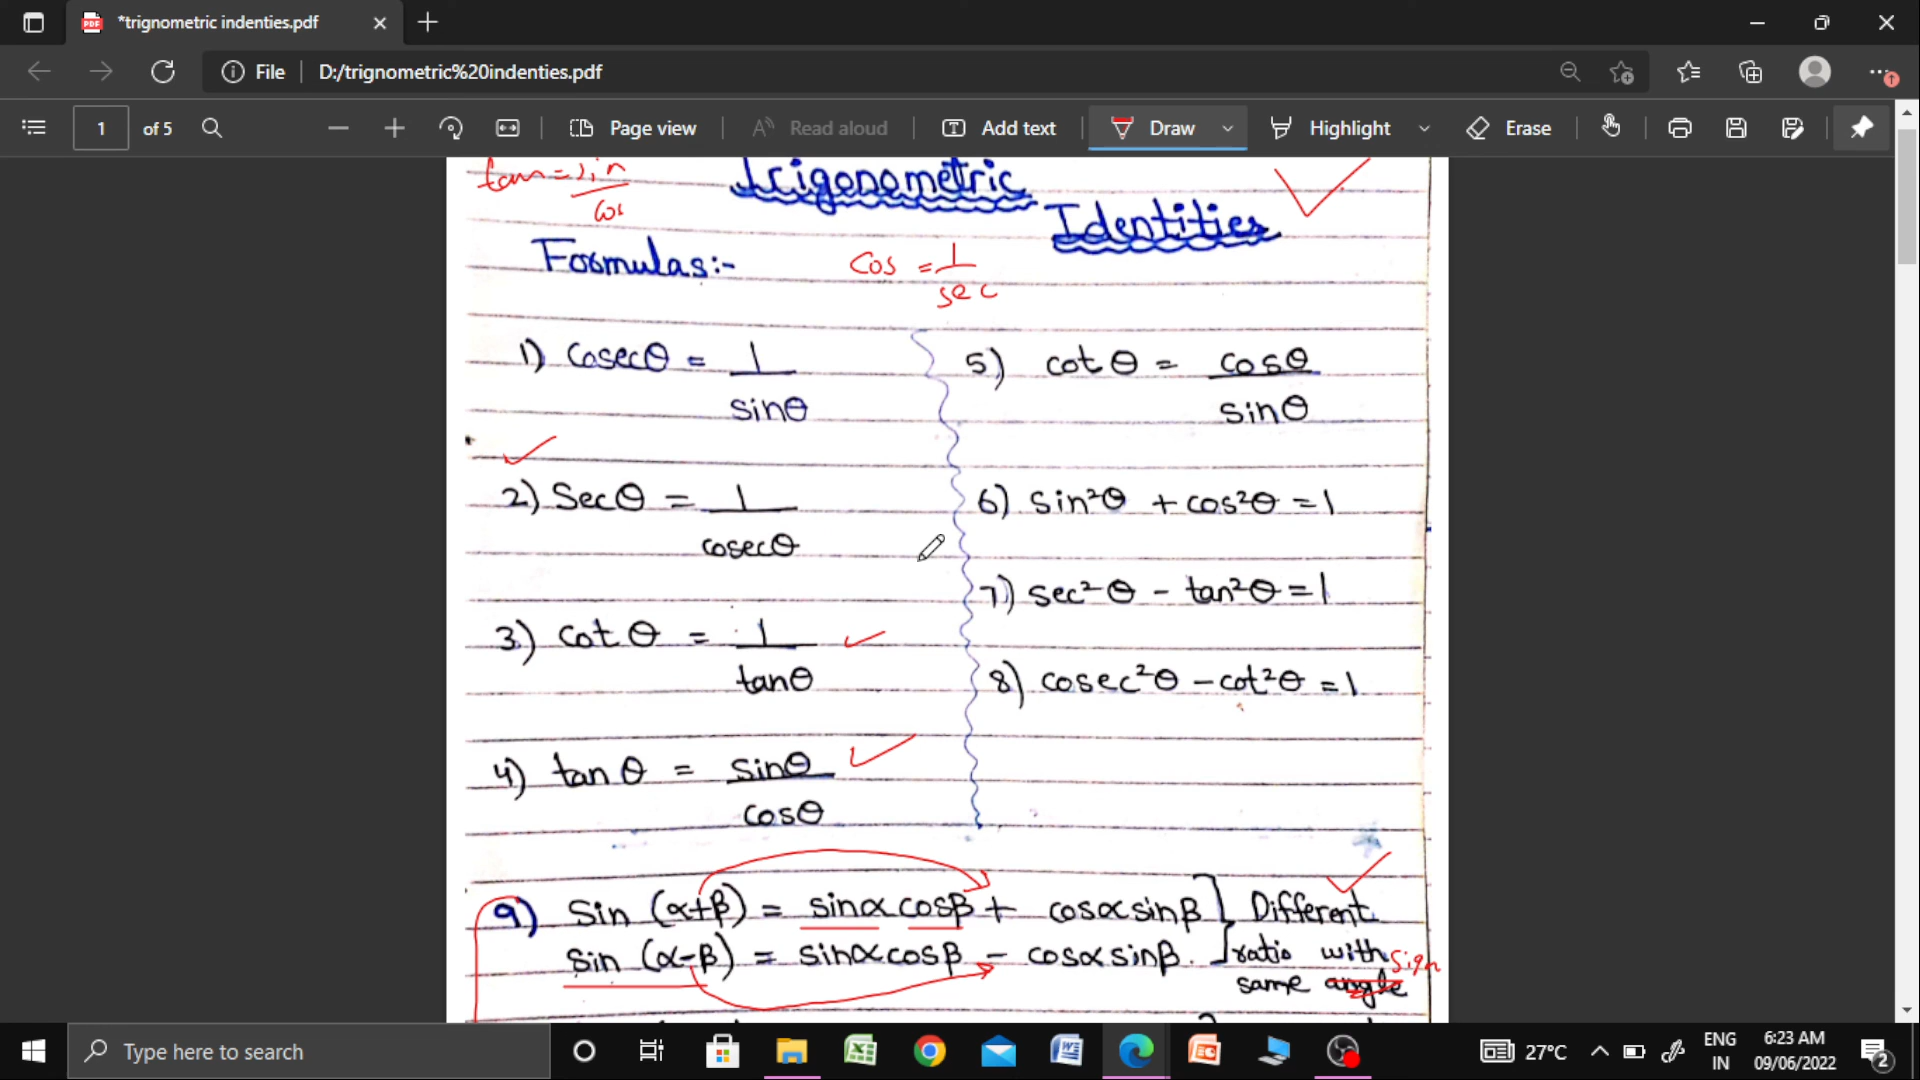 *trignometric indenties.pdf
File D:/trignometric%20indenties.pdf
1 of 5 Page view Read aloud Add text Draw Highlight Erase
tan = sin
cos
Trigonometric
Identities
Formulas:-
cos = 1
sec
1) cosecθ = 1
sinθ
2) Secθ = 1
cosecθ
3) cot θ = 1
tanθ
4) tan θ = sinθ
cosθ
5) cot θ = cosθ
sinθ
6) sin²θ + cos²θ = 1
7) sec²θ - tan²θ = 1
8) cosec²θ - cot²θ = 1
9) Sin (α+β) = sinα cosβ + cosα sinβ } Different
sin (α-β) = sinα cosβ - cosα sinβ. ratio with sign
same angle
Type here to search
27°C
ENG
IN
6:23 AM
09/06/2022
2